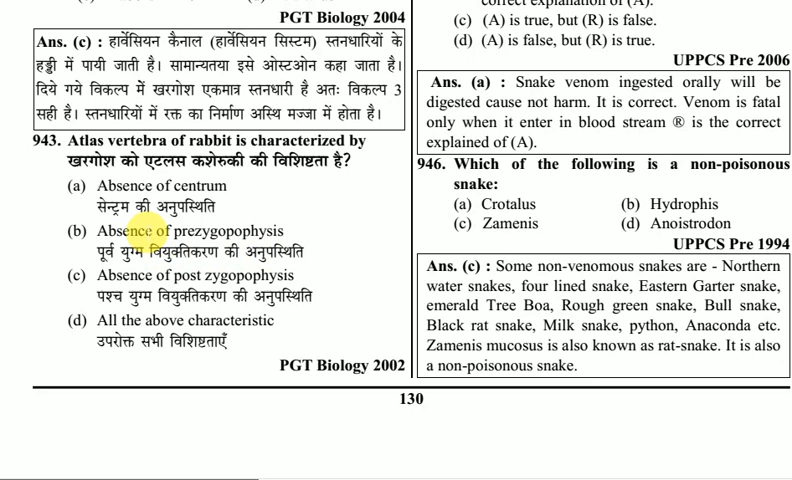 PGT Biology 2004
Ans. (c) : हार्वेसियन कैनाल (हार्वेसियन सिस्टम) स्तनधारियों के
हड्डी में पायी जाती है। सामान्यतया इसे ओस्टओन कहा जाता है।
दिये गये विकल्प में खरगोश एकमात्र स्तनधारी है अतः विकल्प 3
सही है। स्तनधारियों में रक्त का निर्माण अस्थि मज्जा में होता है।
943. Atlas vertebra of rabbit is characterized by
खरगोश को एटलस कशेरुकी की विशिष्टता है?
(a) Absence of centrum
सेन्ट्रम की अनुपस्थिति
(b) Absence of prezygopophysis
पूर्व युग्म वियुक्तिकरण की अनुपस्थिति
(c) Absence of post zygopophysis
पश्च युग्म वियुक्तिकरण की अनुपस्थिति
(d) All the above characteristic
उपरोक्त सभी विशिष्टताएँ
PGT Biology 2002
correct explanation of (A).
(c) (A) is true, but (R) is false.
(d) (A) is false, but (R) is true.
UPPCS Pre 2006
Ans. (a) : Snake venom ingested orally will be
digested cause not harm. It is correct. Venom is fatal
only when it enter in blood stream ® is the correct
explained of (A).
946. Which of the following is a non-poisonous
snake:
(a) Crotalus (b) Hydrophis
(c) Zamenis (d) Anoistrodon
UPPCS Pre 1994
Ans. (c) : Some non-venomous snakes are - Northern
water snakes, four lined snake, Eastern Garter snake,
emerald Tree Boa, Rough green snake, Bull snake,
Black rat snake, Milk snake, python, Anaconda etc.
Zamenis mucosus is also known as rat-snake. It is also
a non-poisonous snake.
130